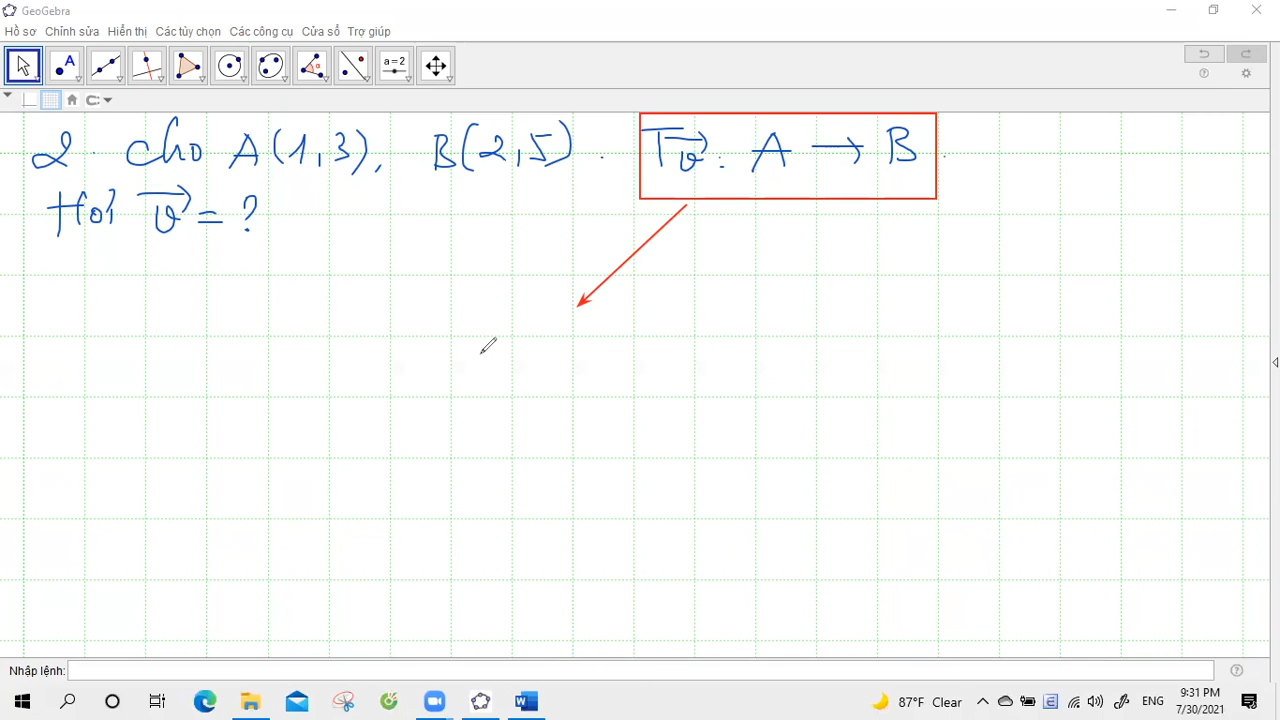 GeoGebra
Hồ sơ Chỉnh sửa Hiển thị Các tùy chọn Các công cụ Cửa sổ Trợ giúp
A α a=2
2. Cho A(1,3), B(2,5). T_v⃗ : A → B.
Hỏi v⃗ = ?
Nhập lệnh:
87°F Clear ENG 9:31 PM
7/30/2021